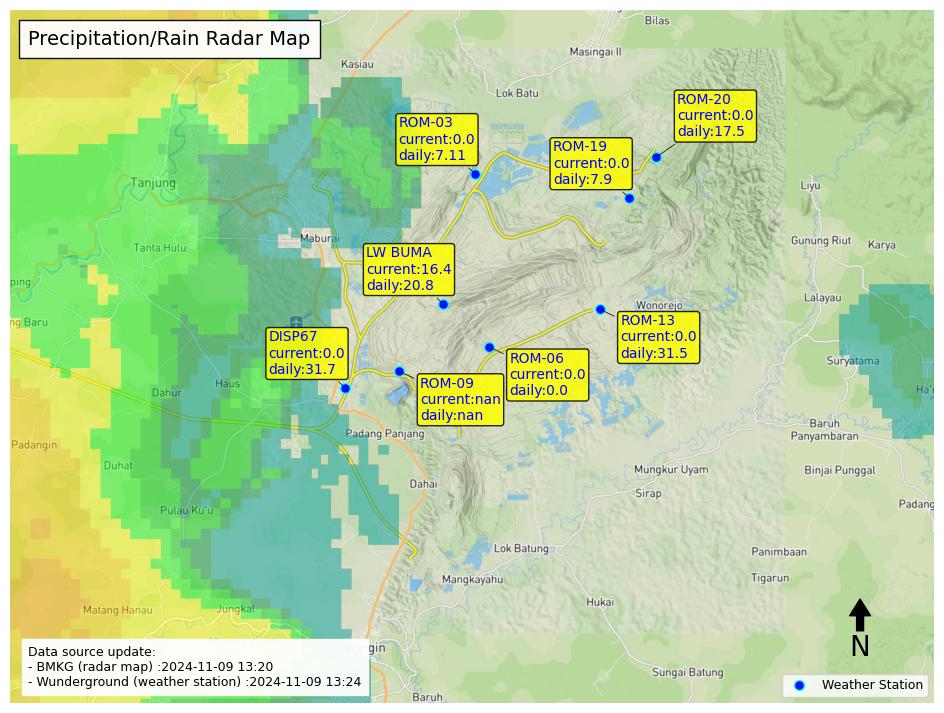 Precipitation/Rain Radar Map
Bilas
Masingai II
Kasiau
Lok Batu
ROM-20
current:0.0
daily:17.5
ROM-03
current:0.0
daily:7.11
ROM-19
current:0.0
daily:7.9
Tanjung
Liyu
Maburai
Tanta Hulu
Gunung Riut
Karya
LW BUMA
current:16.4
daily:20.8
ping
Lalayau
Wonorejo
ng Baru
ROM-13
current:0.0
daily:31.5
DISP67
current:0.0
daily:31.7
ROM-06
current:0.0
daily:0.0
Suryatama
Ha'
ROM-09
current:nan
daily:nan
Haus
Dahur
Baruh
Panyambaran
Padang Panjang
Padangin
Duhat
Mungkur Uyam
Binjai Punggal
Dahai
Sirap
Padang
Pulau Ku'u
Lok Batung
Panimbaan
Mangkayahu
Tigarun
Matang Hanau
Jungkal
Hukai
N
gin
Sungai Batung
Baruh
Data source update:
- BMKG (radar map) :2024-11-09 13:20
- Wunderground (weather station) :2024-11-09 13:24
Weather Station